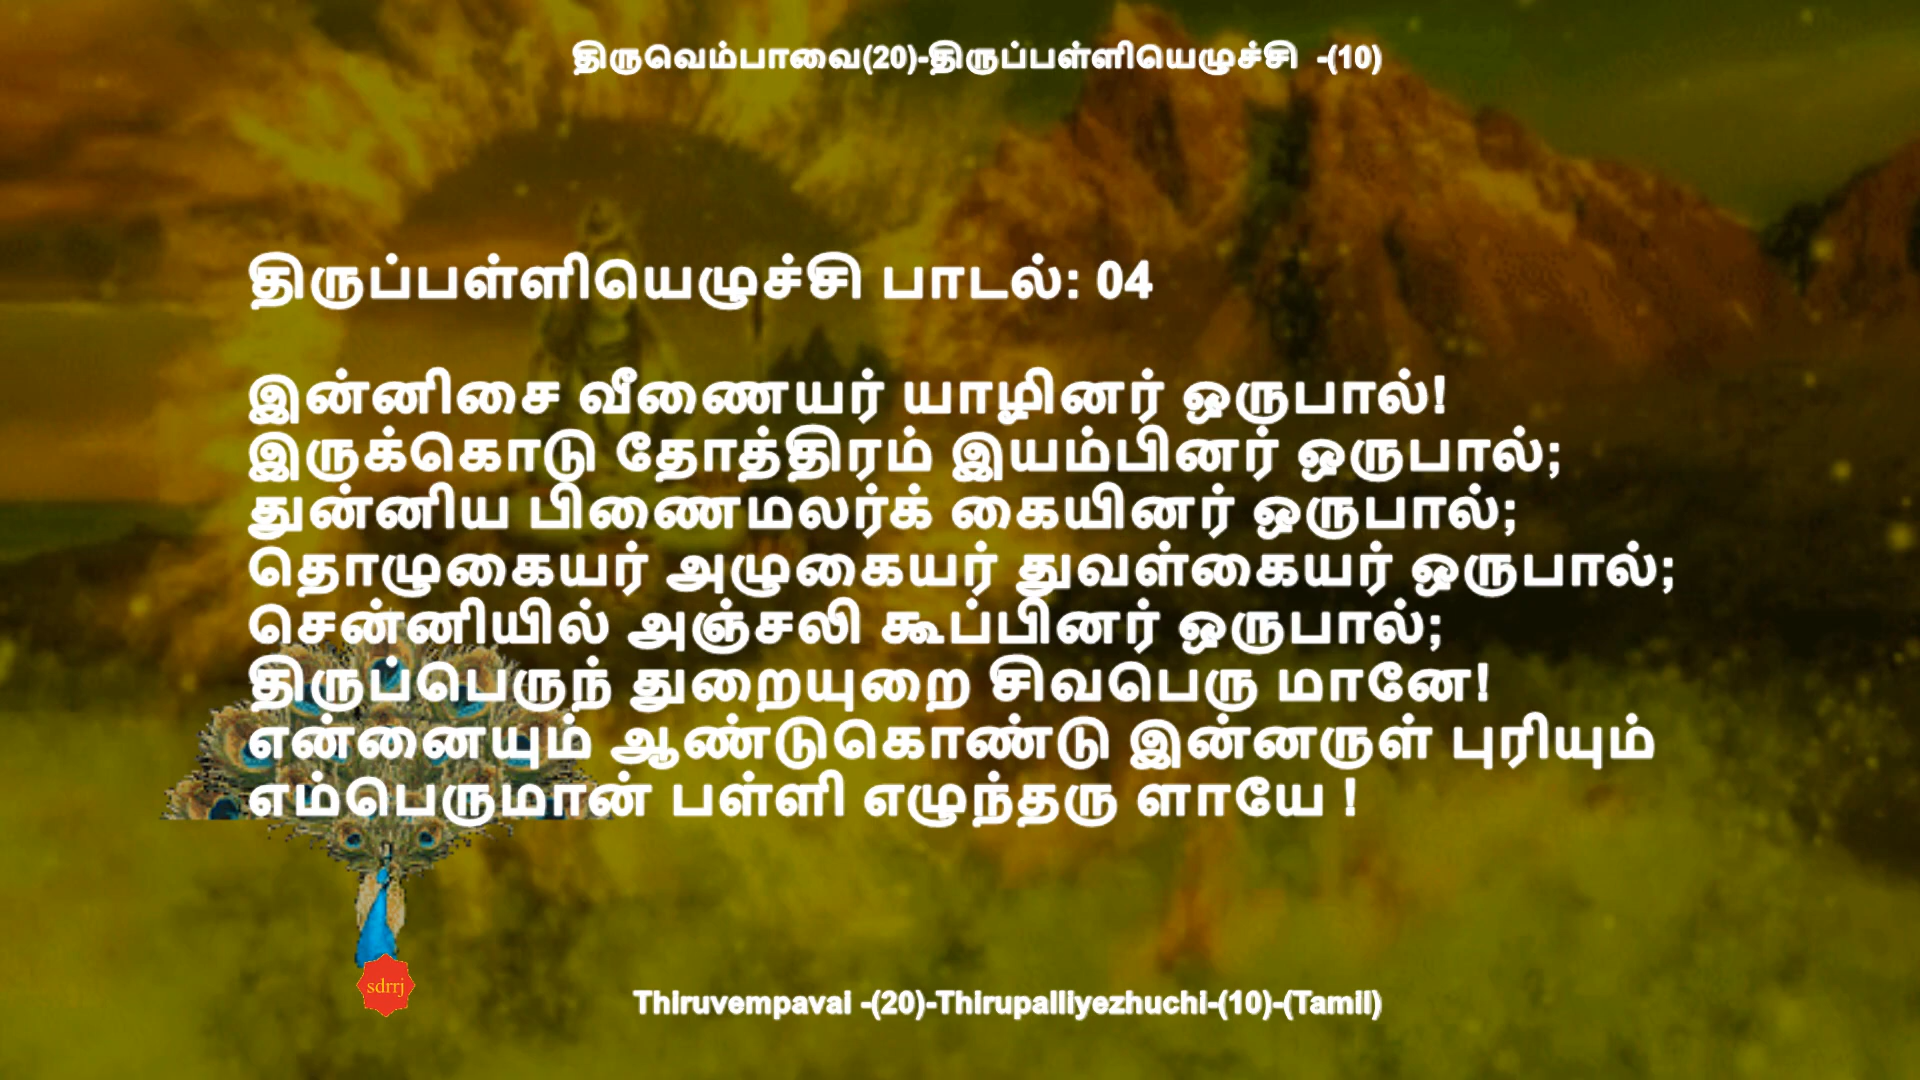 திருவெம்பாவை(20)-திருப்பள்ளியெழுச்சி -(10)
திருப்பள்ளியெழுச்சி பாடல்: 04
இன்னிசை வீணையர் யாழினர் ஒருபால்!
இருக்கொடு தோத்திரம் இயம்பினர் ஒருபால்;
துன்னிய பிணைமலர்க் கையினர் ஒருபால்;
தொழுகையர் அழுகையர் துவள்கையர் ஒருபால்;
சென்னியில் அஞ்சலி கூப்பினர் ஒருபால்;
திருப்பெருந் துறையுறை சிவபெரு மானே!
என்னையும் ஆண்டுகொண்டு இன்னருள் புரியும்
எம்பெருமான் பள்ளி எழுந்தரு ளாயே !
sdrrj
Thiruvempavai -(20)-Thirupalliyezhuchi-(10)-(Tamil)